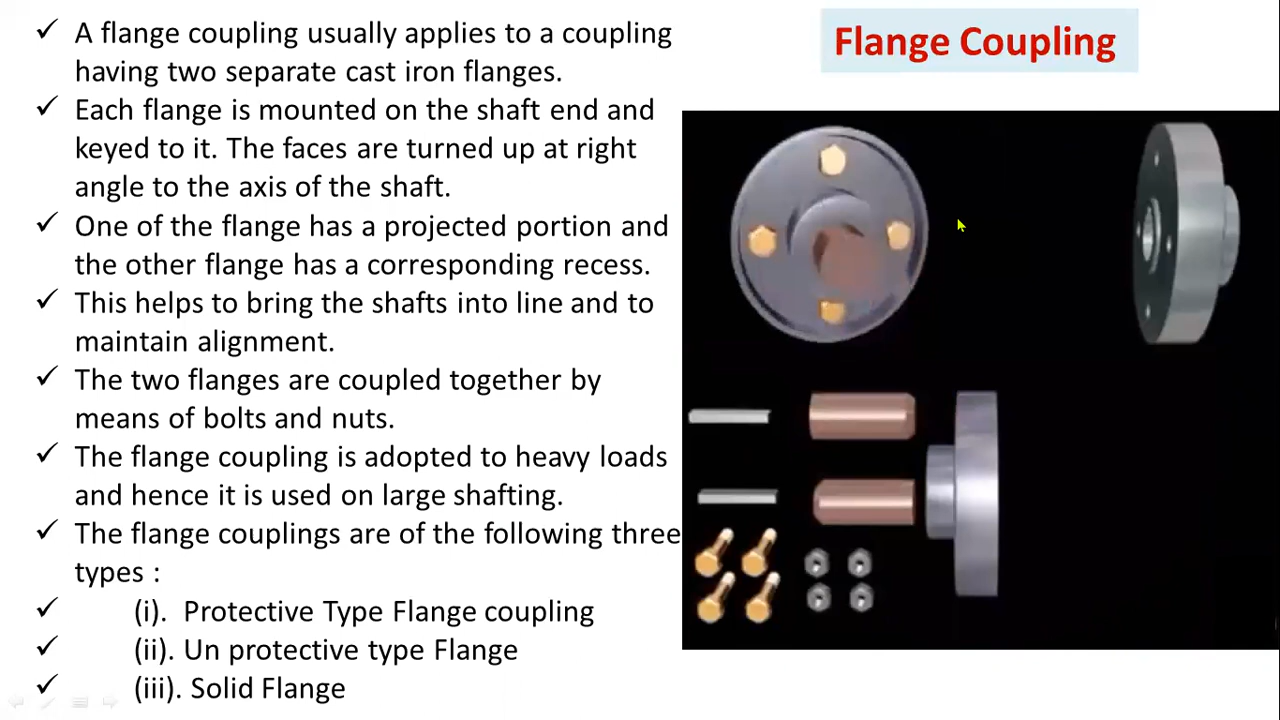 Flange Coupling
✓ A flange coupling usually applies to a coupling
having two separate cast iron flanges.
✓ Each flange is mounted on the shaft end and
keyed to it. The faces are turned up at right
angle to the axis of the shaft.
✓ One of the flange has a projected portion and
the other flange has a corresponding recess.
✓ This helps to bring the shafts into line and to
maintain alignment.
✓ The two flanges are coupled together by
means of bolts and nuts.
✓ The flange coupling is adopted to heavy loads
and hence it is used on large shafting.
✓ The flange couplings are of the following three
types :
✓ (i). Protective Type Flange coupling
✓ (ii). Un protective type Flange
✓ (iii). Solid Flange